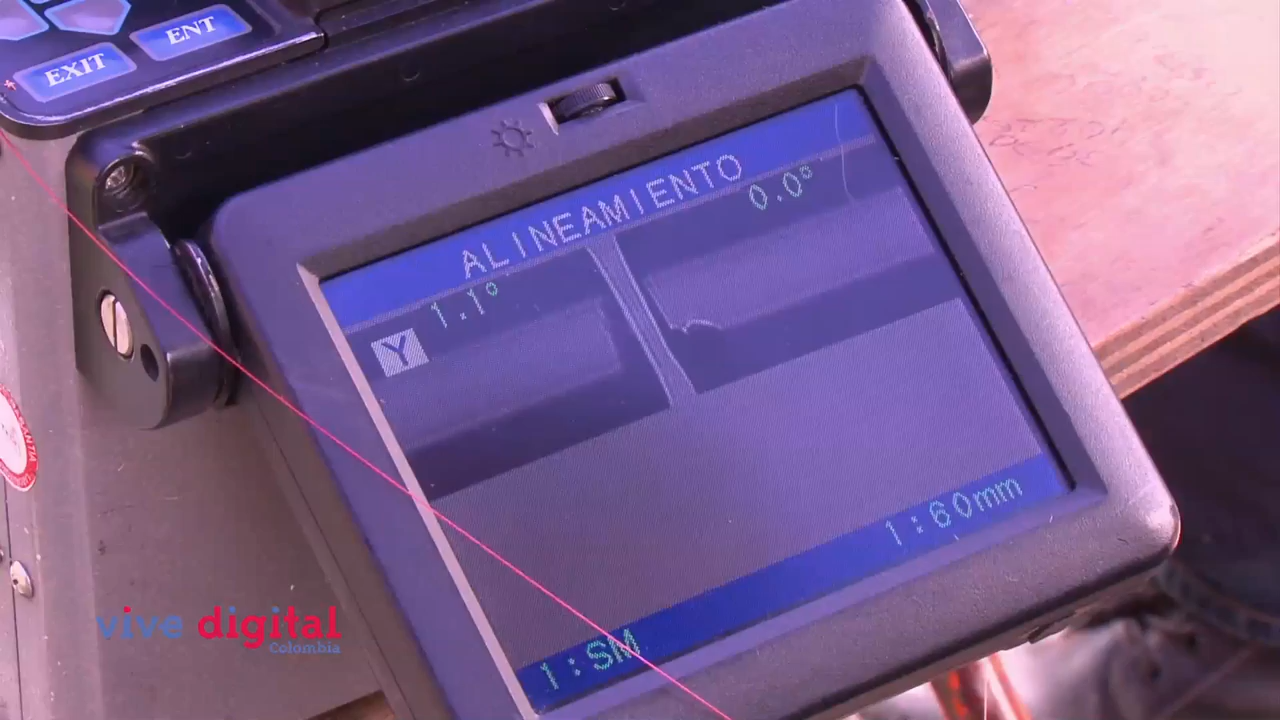 ENT
EXIT
ALINEAMIENTO
0.0°
1.1°
Y
1:60mm
1:SM
vive digital
Colombia